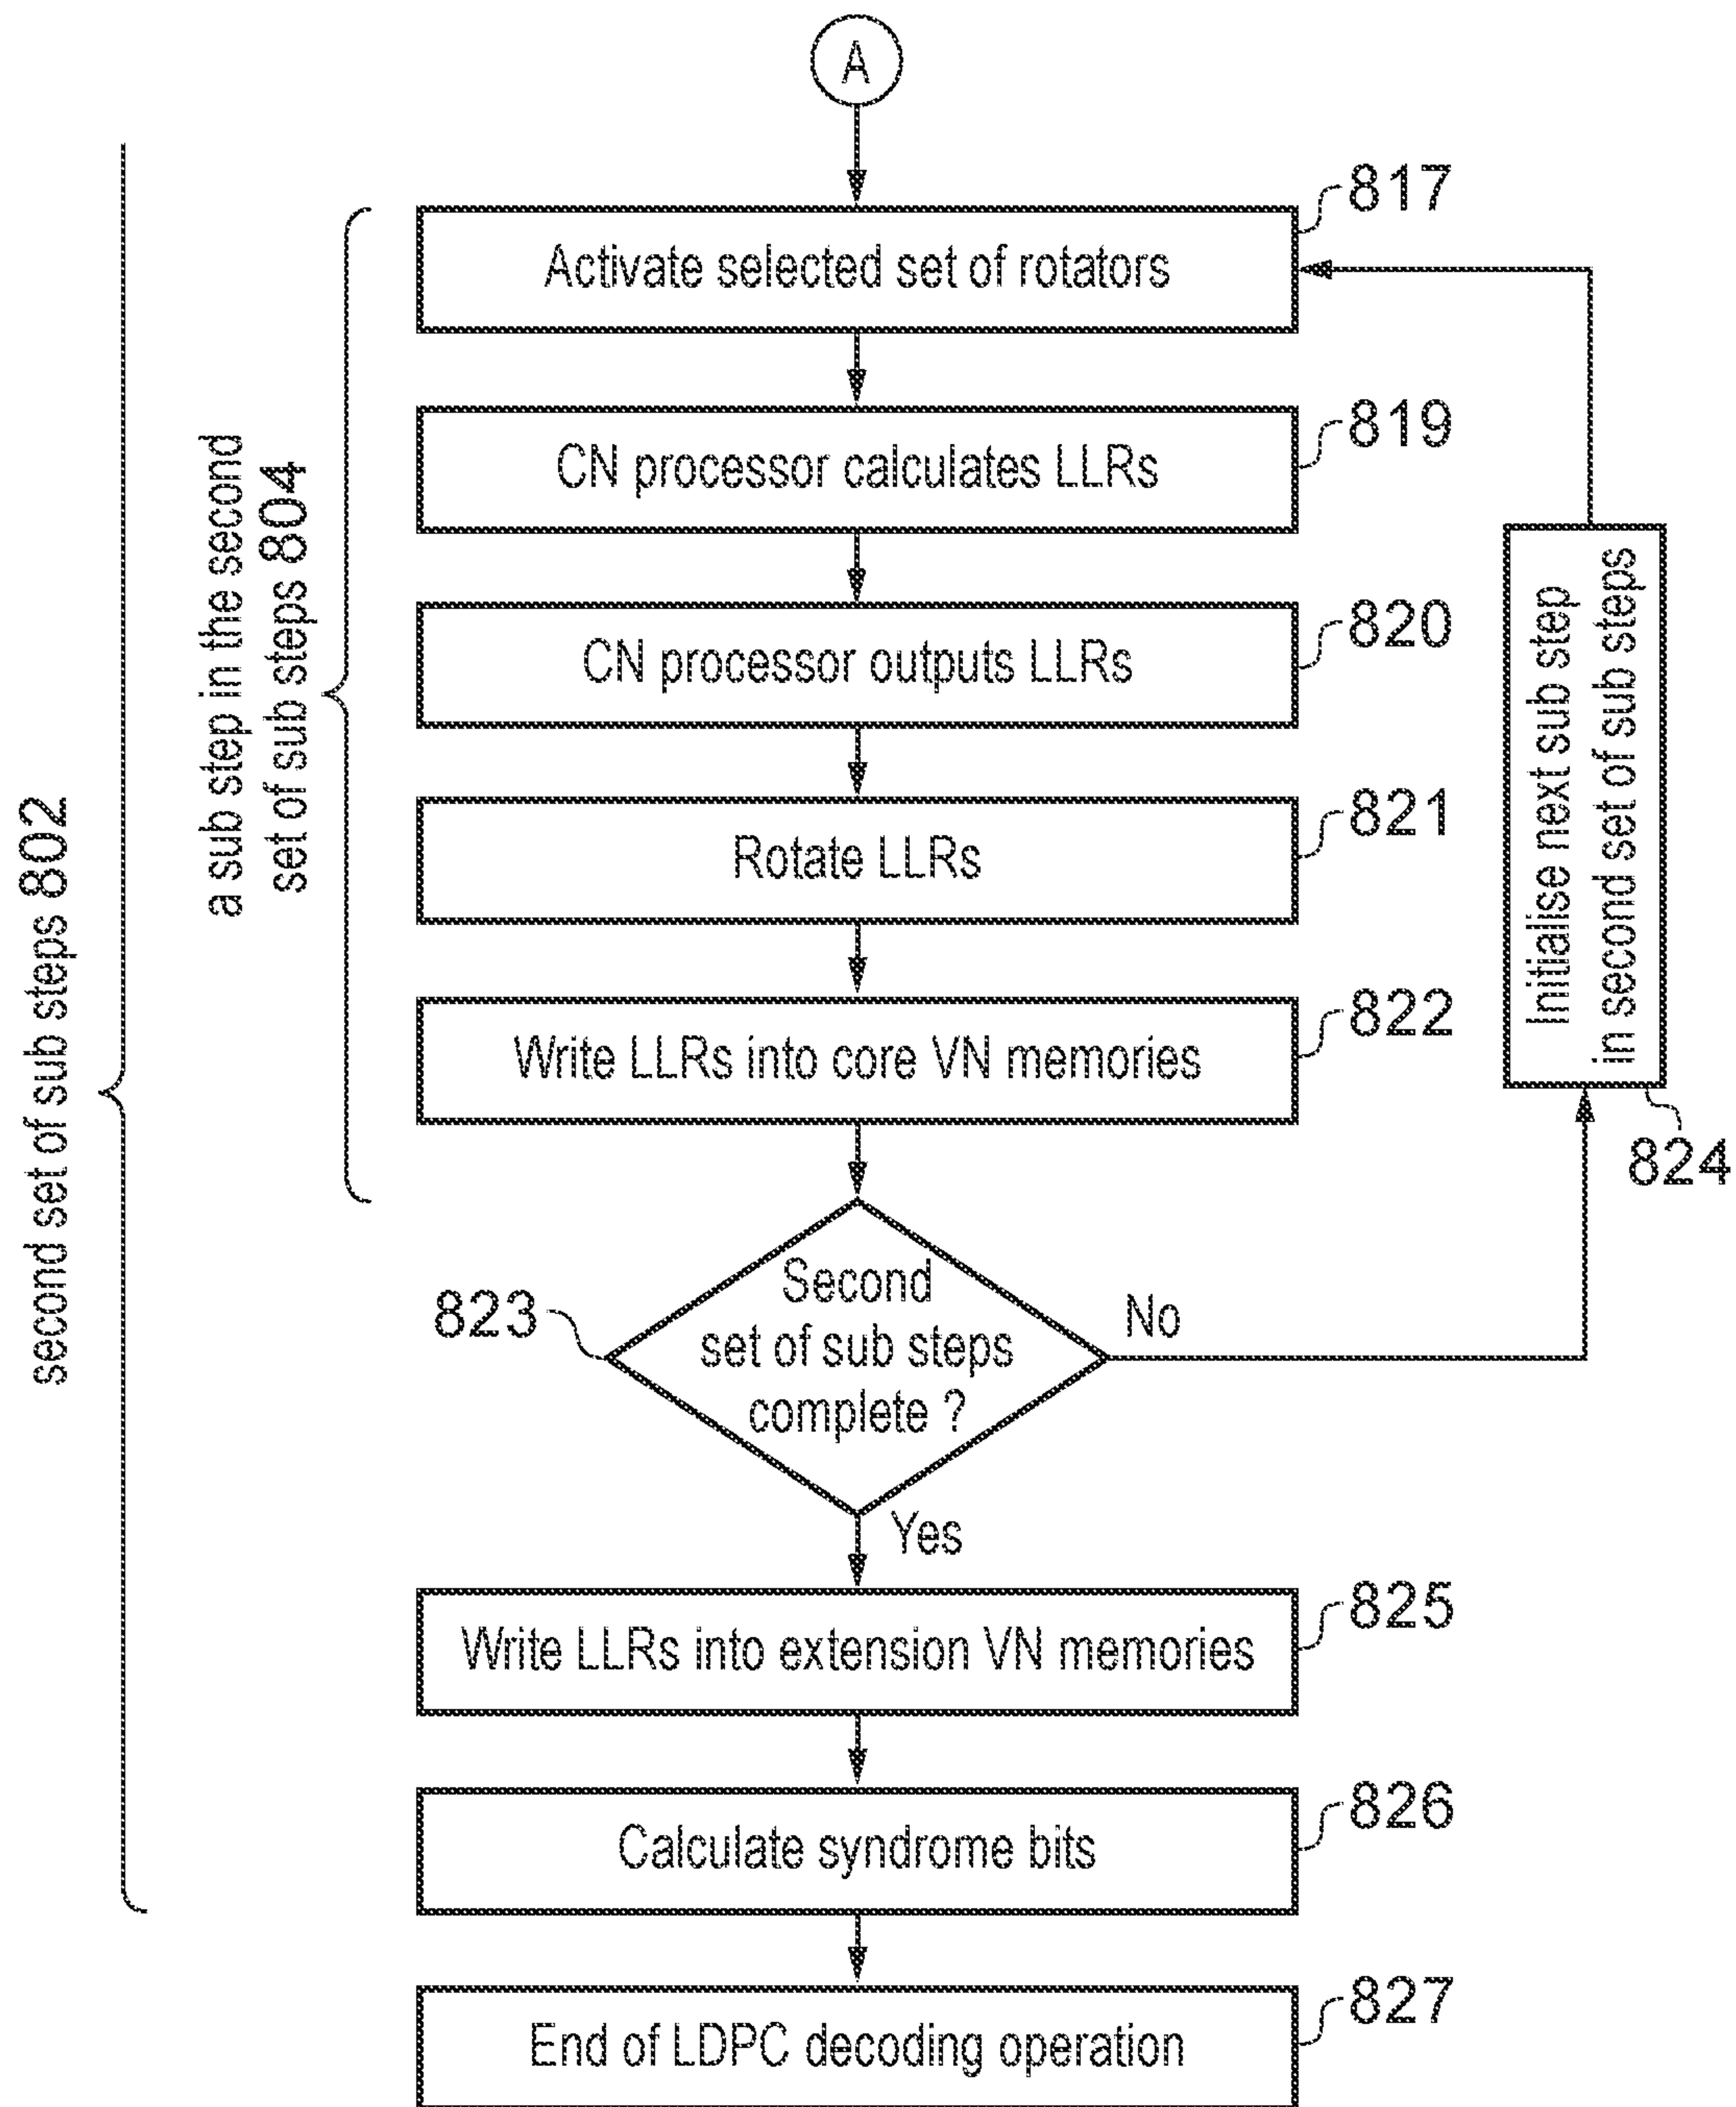 A
817
Activate selected set of rotators
819
CN processor calculates LLRs
820
CN processor outputs LLRs
821
Rotate LLRs
822
Write LLRs into core VN memories
a sub step in the second
set of sub steps 804
second set of sub steps 802
Initialise next sub step
in second set of sub steps
824
823
Second
set of sub steps
complete ?
No
Yes
825
Write LLRs into extension VN memories
826
Calculate syndrome bits
827
End of LDPC decoding operation